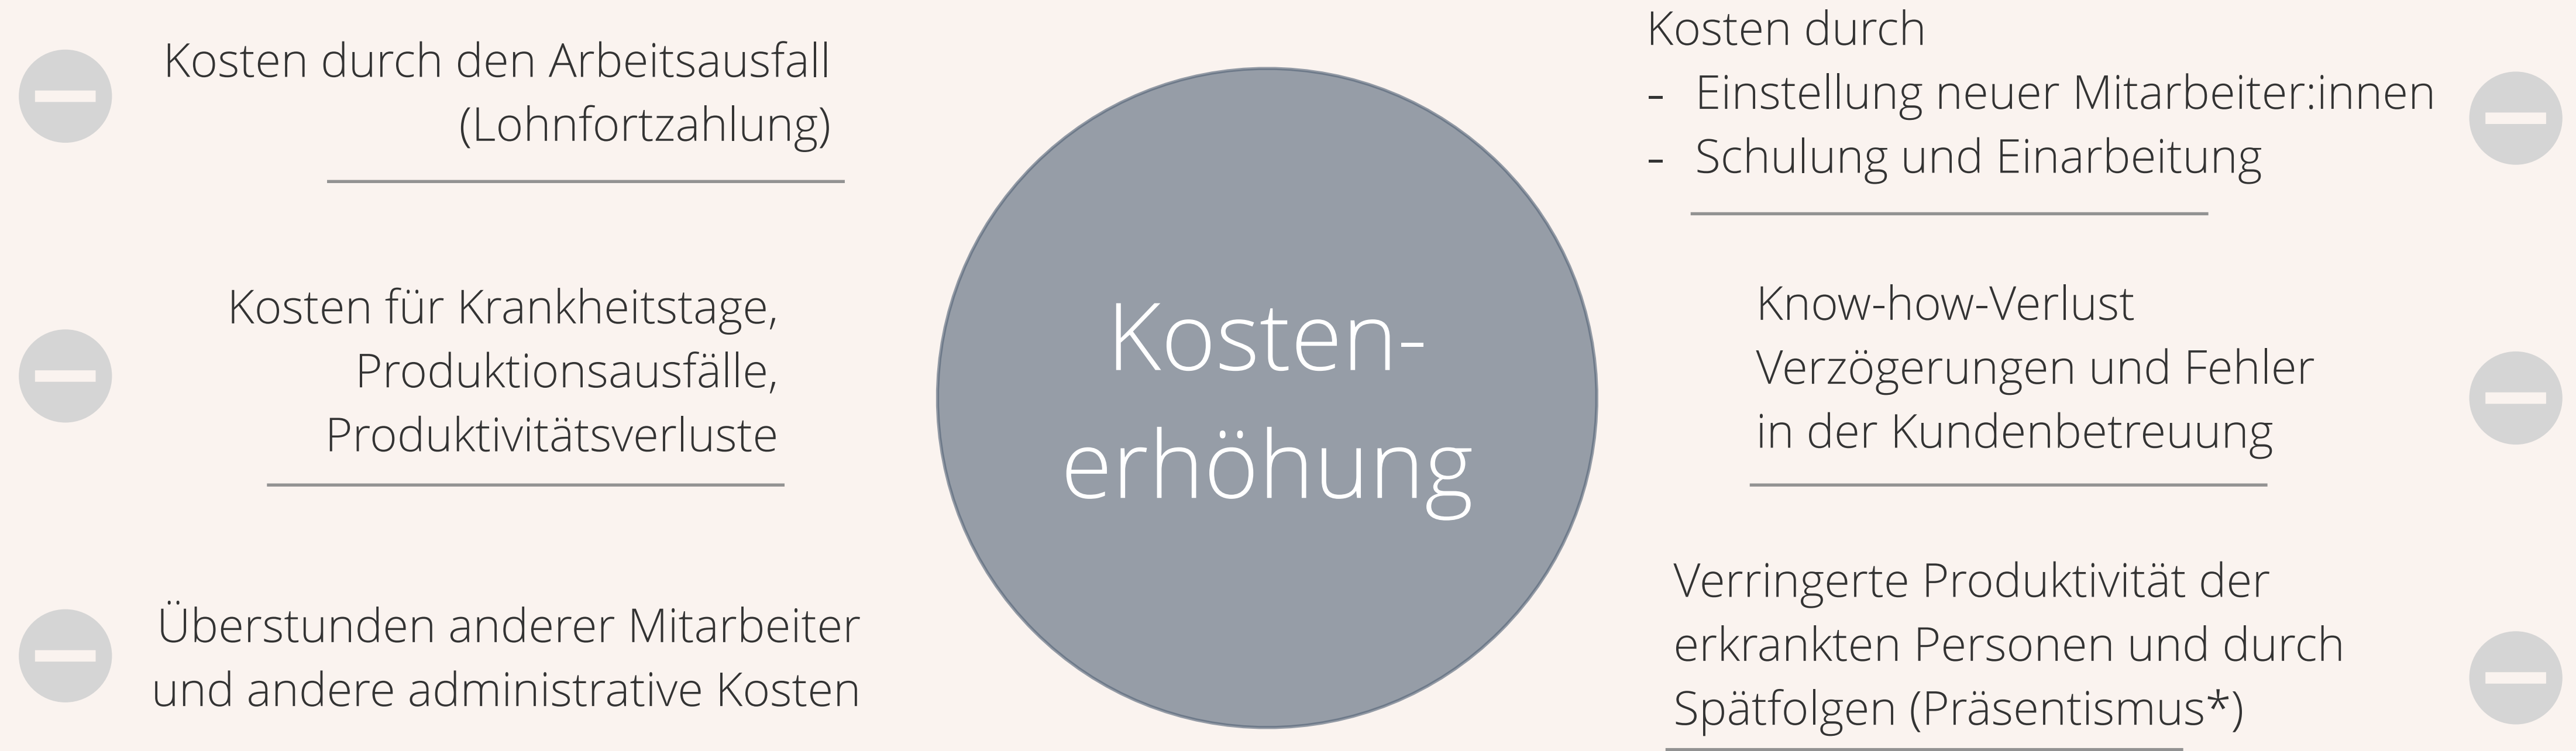 Kosten durch den Arbeitsausfall
(Lohnfortzahlung)
Kosten für Krankheitstage,
Produktionsausfälle,
Produktivitätsverluste
Überstunden anderer Mitarbeiter
und andere administrative Kosten
Kosten-
erhöhung
Kosten durch
- Einstellung neuer Mitarbeiter:innen
- Schulung und Einarbeitung
Know-how-Verlust
Verzögerungen und Fehler
in der Kundenbetreuung
Verringerte Produktivität der
erkrankten Personen und durch
Spätfolgen (Präsentismus*)